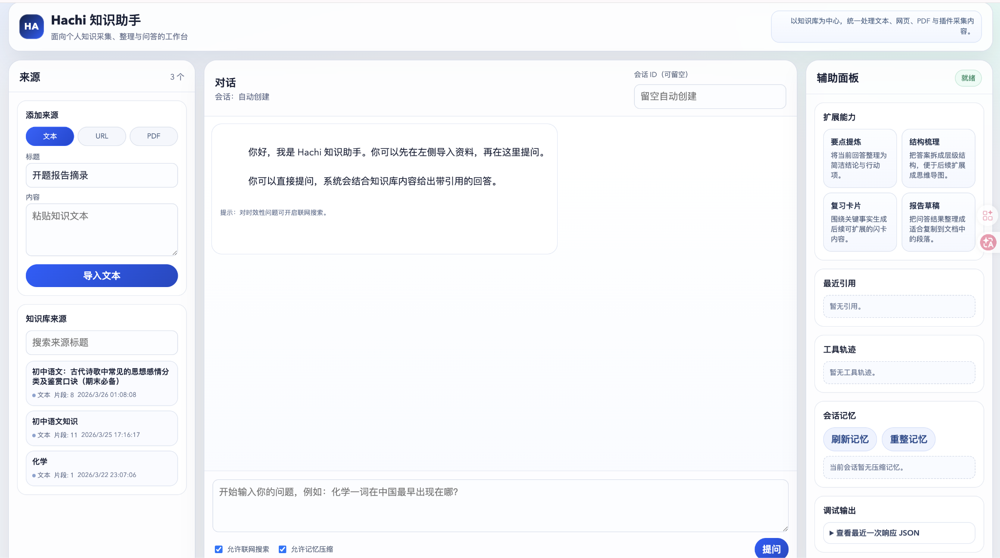 HA
Hachi 知识助手
面向个人知识采集、整理与问答的工作台
以知识库为中心，统一处理文本、网页、PDF 与插件采集内
容。
来源
3 个
添加来源
文本
URL
PDF
标题
开题报告摘录
内容
粘贴知识文本
导入文本
知识库来源
搜索来源标题
初中语文：古代诗歌中常见的思想感情分
类及鉴赏口诀（期末必备）
文本 片段: 8 2026/3/26 01:08:08
初中语文知识
文本 片段: 11 2026/3/25 17:16:17
化学
文本 片段: 1 2026/3/22 23:07:06
对话
会话：自动创建
会话 ID（可留空）
留空自动创建
你好，我是 Hachi 知识助手。你可以先在左侧导入资料，再在这里提问。
你可以直接提问，系统会结合知识库内容给出带引用的回答。
提示：对时效性问题可开启联网搜索。
开始输入你的问题，例如：化学一词在中国最早出现在哪？
允许联网搜索
允许记忆压缩
提问
辅助面板
就绪
扩展能力
要点提炼
将当前回答整理为
简洁结论与行动
项。
结构梳理
把答案拆成层级结
构，便于后续扩展
成思维导图。
复习卡片
围绕关键事实生成
后续可扩展的闪卡
内容。
报告草稿
把问答结果整理成
适合复制到文档中
的段落。
最近引用
暂无引用。
工具轨迹
暂无工具轨迹。
会话记忆
刷新记忆
重整记忆
当前会话暂无压缩记忆。
调试输出
查看最近一次响应 JSON